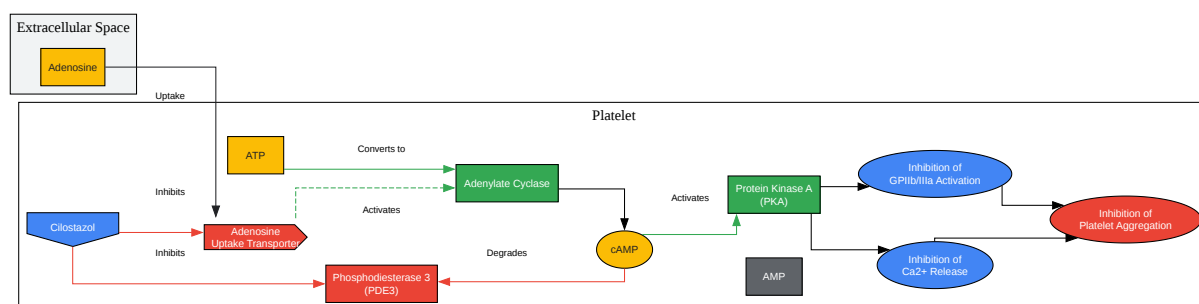 Extracellular Space
Adenosine
Uptake
Platelet
ATP
Converts to
Adenylate Cyclase
Inhibits
Activates
Cilostazol
Adenosine
Uptake Transporter
Inhibits
Phosphodiesterase 3
(PDE3)
Degrades
cAMP
Activates
Protein Kinase A
(PKA)
AMP
Inhibition of
GPIIb/IIIa Activation
Inhibition of
Ca2+ Release
Inhibition of
Platelet Aggregation